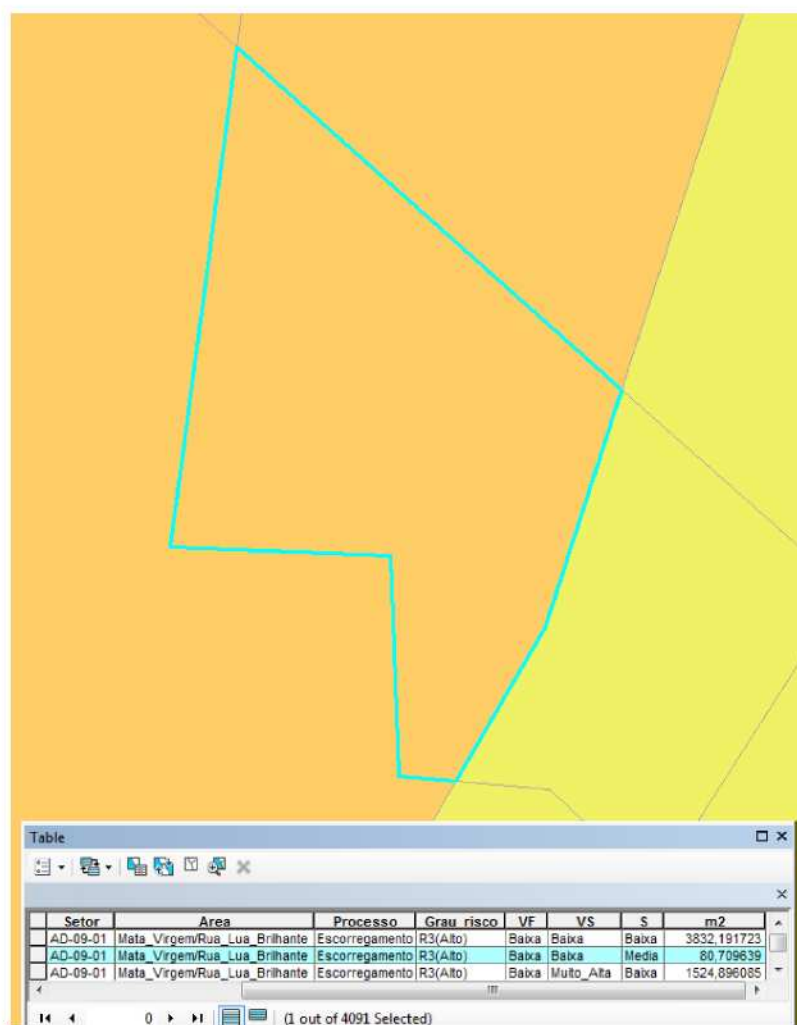 Table
Setor Area Processo Grau_risco VF VS S m2
AD-09-01 Mata_Virgem/Rua_Lua_Brilhante Escorregamento R3(Alto) Baixa Baixa Baixa 3832,191723
AD-09-01 Mata_Virgem/Rua_Lua_Brilhante Escorregamento R3(Alto) Baixa Baixa Media 80,709639
AD-09-01 Mata_Virgem/Rua_Lua_Brilhante Escorregamento R3(Alto) Baixa Muito_Alta Baixa 1524,896085
0 (1 out of 4091 Selected)